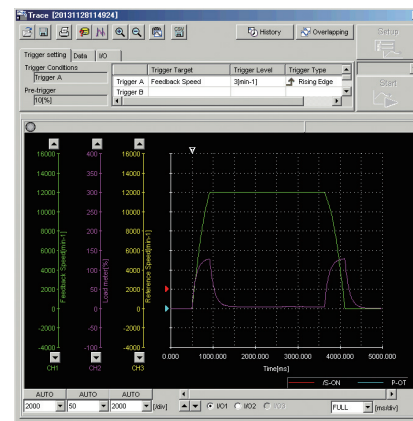 Trace [20131128114924]
History Overlapping Setup
Trigger setting Data I/O
Trigger Conditions
Trigger A
Pre-trigger
10[%]
Trigger Target Trigger Level Trigger Type
Trigger A Feedback Speed 3[min-1] Rising Edge
Trigger B
Start
16000 400 16000
14000 350 14000
12000 300 12000
10000 250 10000
8000 200 8000
6000 150 6000
4000 100 4000
2000 50 2000
0 0 0
-2000 -50 -2000
-4000 -100 -4000
Feedback Speed[min-1]
Load meter[%]
Reference Speed[min-1]
CH1 CH2 CH3
0.000 1000.000 2000.000 3000.000 4000.000 5000.000
Time[ms]
/S-ON P-OT
AUTO AUTO AUTO
2000 50 2000 [/div] I/O1 I/O2 I/O3 FULL [ms/div]